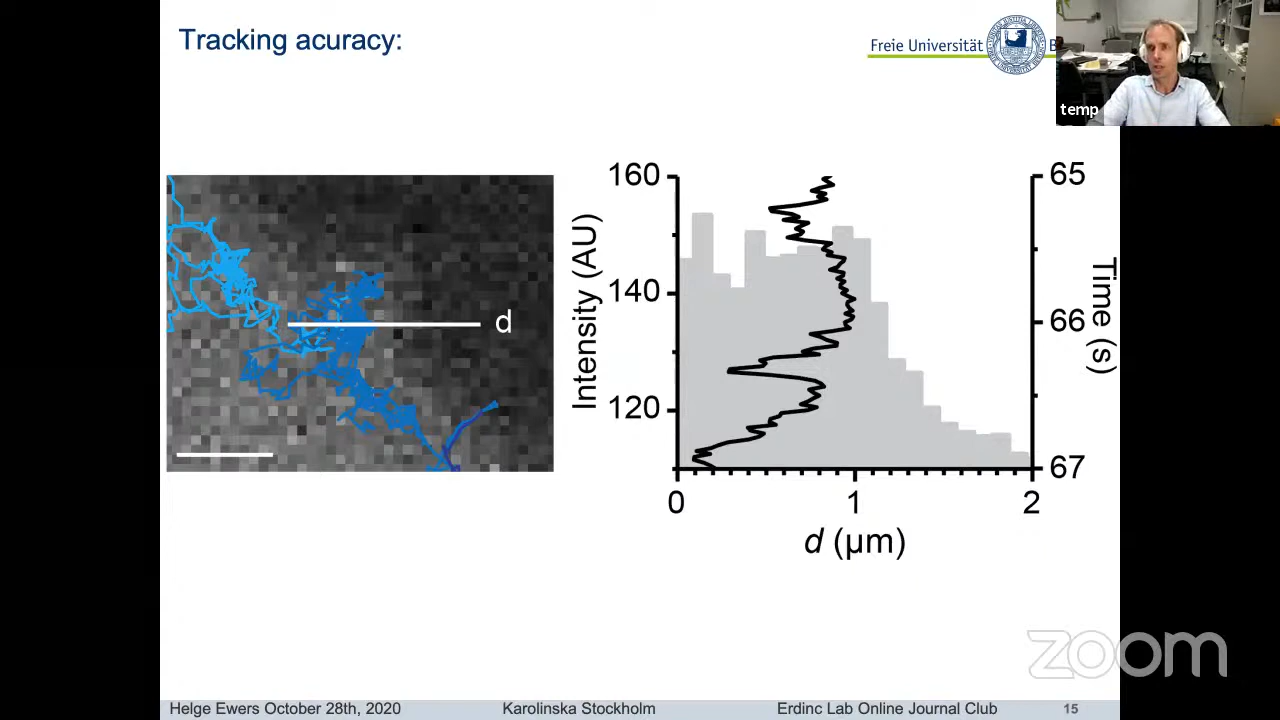 Tracking acuracy:
Freie Universität
B
temp
d
160
140
120
Intensity (AU)
65
66
67
Time (s)
0
1
2
d (µm)
zoom
Helge Ewers October 28th, 2020
Karolinska Stockholm
Erdinc Lab Online Journal Club
15